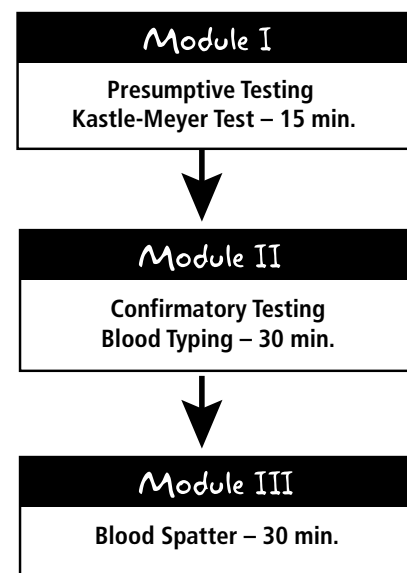 Module I
Presumptive Testing
Kastle-Meyer Test – 15 min.
Module II
Confirmatory Testing
Blood Typing – 30 min.
Module III
Blood Spatter – 30 min.